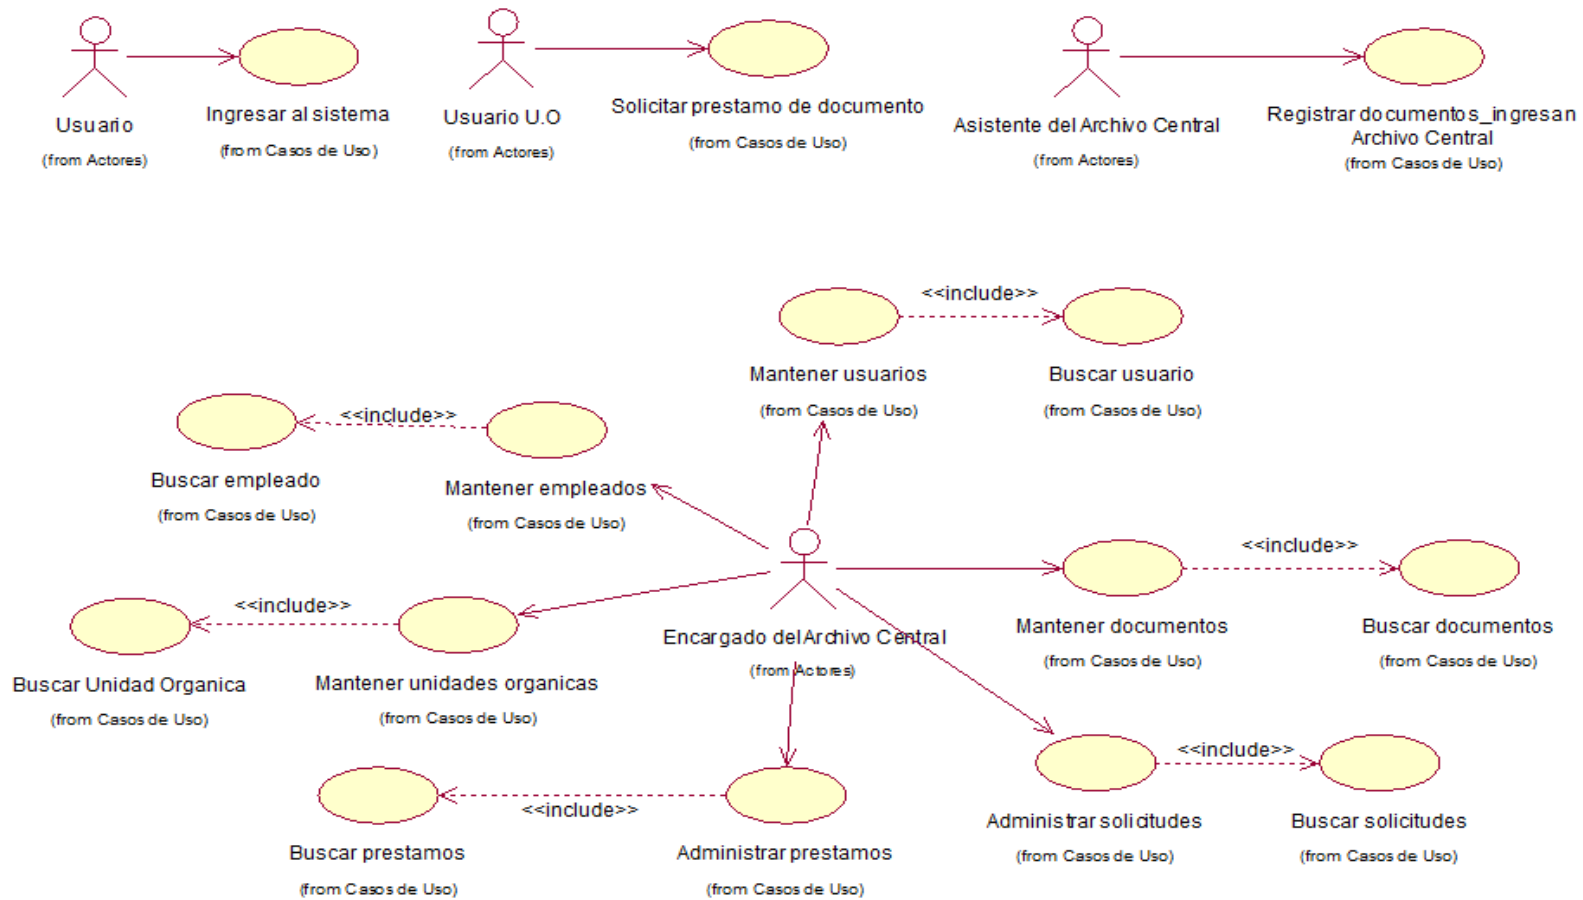 Usuario
(from Actores)
Ingresar al sistema
(from Casos de Uso)
Usuario U.O
(from Actores)
Solicitar prestamo de documento
(from Casos de Uso)
Asistente del Archivo Central
(from Actores)
Registrar documentos_ingresan
Archivo Central
(from Casos de Uso)
<<include>>
Mantener usuarios
(from Casos de Uso)
Buscar usuario
(from Casos de Uso)
<<include>>
Buscar empleado
(from Casos de Uso)
Mantener empleados
(from Casos de Uso)
<<include>>
Mantener documentos
(from Casos de Uso)
Buscar documentos
(from Casos de Uso)
<<include>>
Buscar Unidad Organica
(from Casos de Uso)
Mantener unidades organicas
(from Casos de Uso)
Encargado del Archivo Central
(from Actores)
<<include>>
Administrar solicitudes
(from Casos de Uso)
Buscar solicitudes
(from Casos de Uso)
<<include>>
Buscar prestamos
(from Casos de Uso)
Administrar prestamos
(from Casos de Uso)